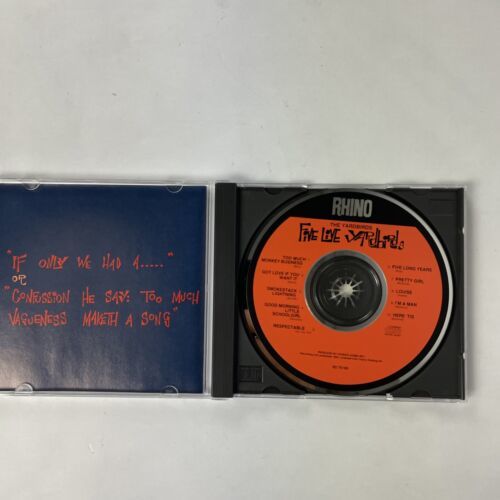 "IF ONLY WE HAD A....."
OR
"CONFUSSION HE SAY: TOO MUCH
VAGUENESS MAKETH A SONG"
RHINO
THE YARDBIRDS
FIVE LIVE YARDBIRDS
TOO MUCH
MONKEY BUSINESS
GOT LOVE IF YOU
WANT IT
SMOKESTACK
LIGHTNING
GOOD MORNING
LITTLE
SCHOOLGIRL
RESPECTABLE
FIVE LONG YEARS
PRETTY GIRL
LOUISE
I'M A MAN
HERE 'TIS